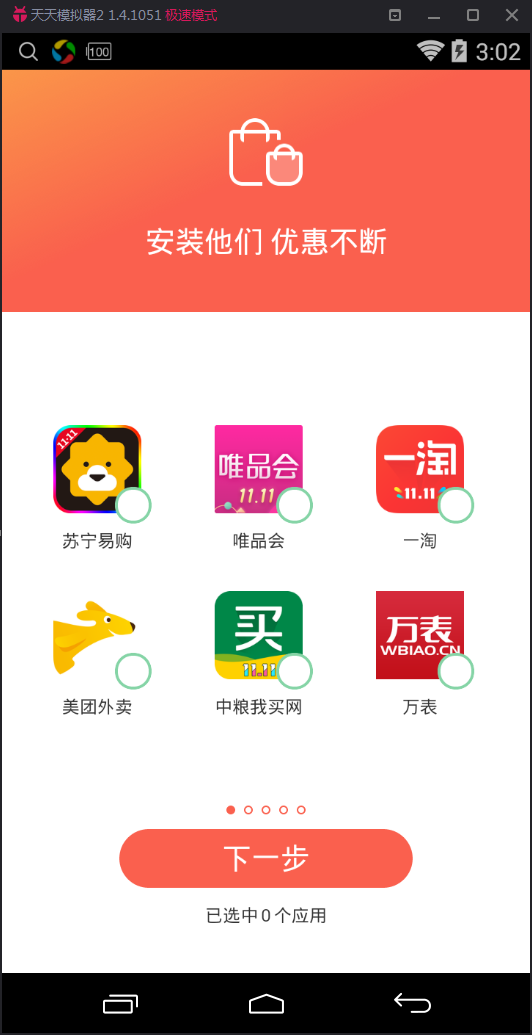 天天模拟器2 1.4.1051 极速模式
100
3:02
安装他们 优惠不断
11·11
唯品会
11.11
一淘
11.11
苏宁易购
唯品会
一淘
买
11.11
万表
WBIAO.CN
美团外卖
中粮我买网
万表
下一步
已选中 0 个应用